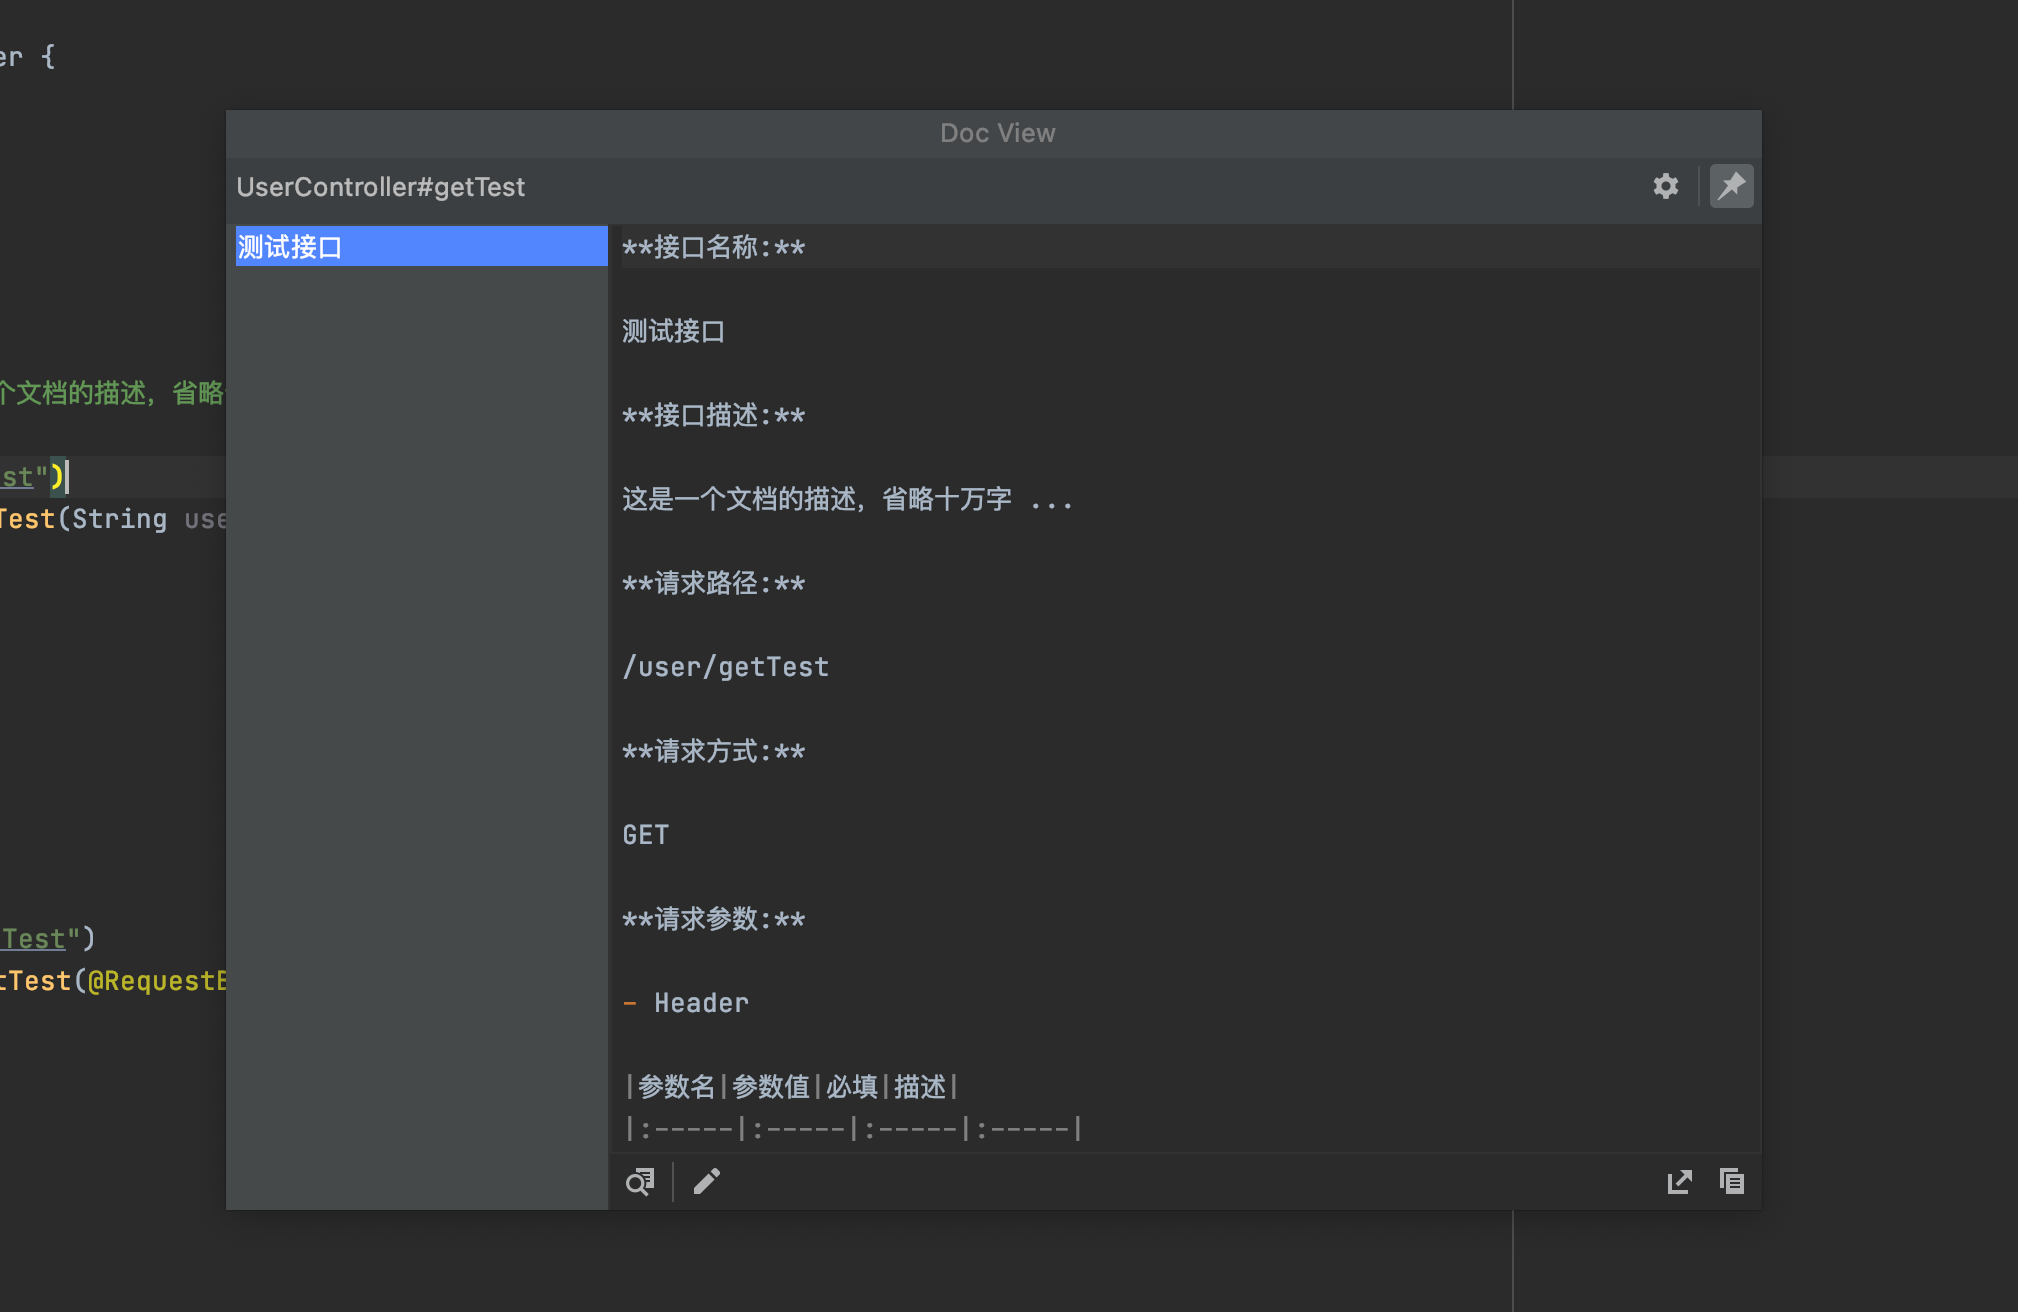 er {
Doc View
UserController#getTest
测试接口
**接口名称:**
测试接口
个文档的描述, 省略
**接口描述:**
st")
这是一个文档的描述, 省略十万字 ...
Test(String use
**请求路径:**
/user/getTest
**请求方式:**
GET
**请求参数:**
Test")
tTest(@RequestB
- Header
|参数名|参数值|必填|描述|
|:-----|:-----|:-----|:-----|